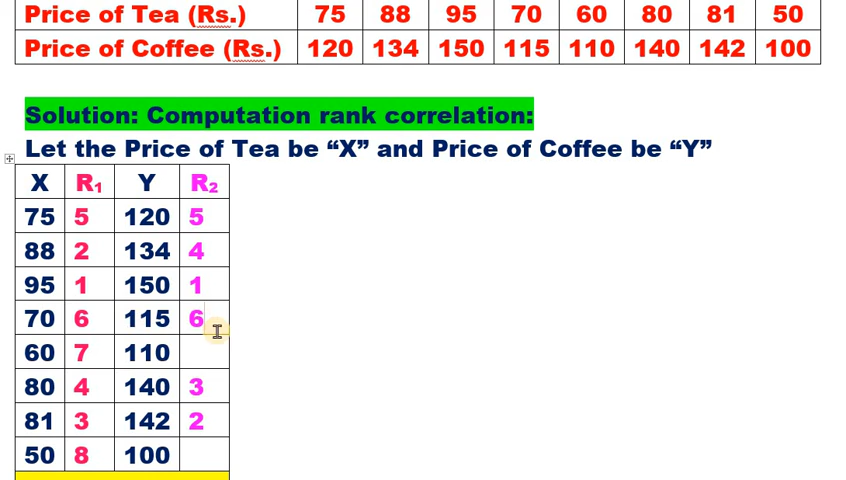 Price of Tea (Rs.) 75 88 95 70 60 80 81 50
Price of Coffee (Rs.) 120 134 150 115 110 140 142 100
Solution: Computation rank correlation:
Let the Price of Tea be “X” and Price of Coffee be “Y”
X R₁ Y R₂
75 5 120 5
88 2 134 4
95 1 150 1
70 6 115 6
60 7 110
80 4 140 3
81 3 142 2
50 8 100